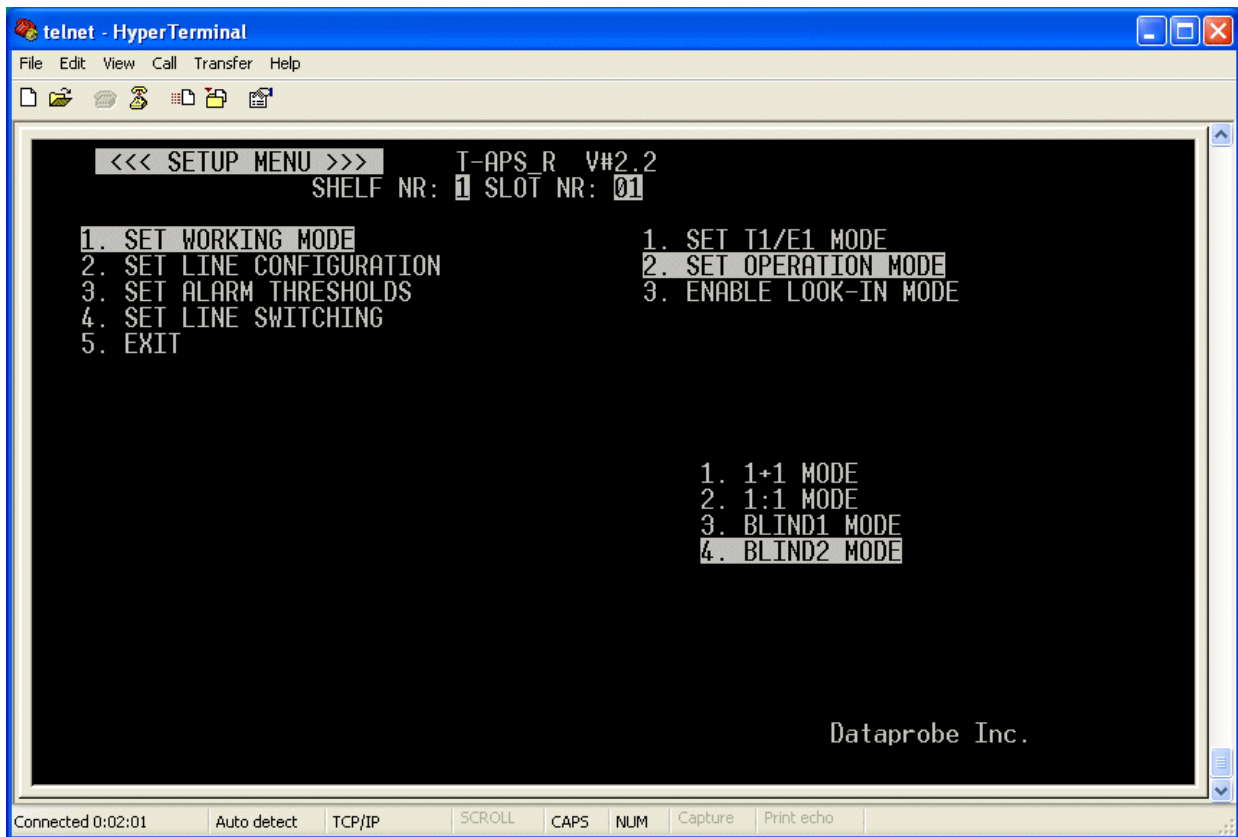 telnet - HyperTerminal
File Edit View Call Transfer Help
<<< SETUP MENU >>> T-APS_R V#2.2
SHELF NR: 1 SLOT NR: 01
1. SET WORKING MODE
2. SET LINE CONFIGURATION
3. SET ALARM THRESHOLDS
4. SET LINE SWITCHING
5. EXIT
1. SET T1/E1 MODE
2. SET OPERATION MODE
3. ENABLE LOOK-IN MODE
1. 1+1 MODE
2. 1:1 MODE
3. BLIND1 MODE
4. BLIND2 MODE
Dataprobe Inc.
Connected 0:02:01 Auto detect TCP/IP SCROLL CAPS NUM Capture Print echo